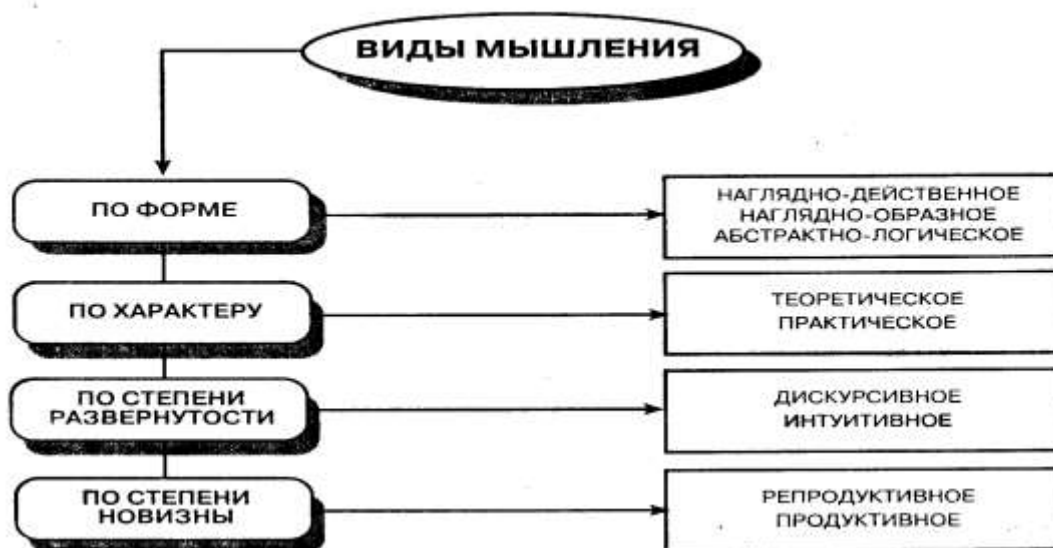 ВИДЫ МЫШЛЕНИЯ
ПО ФОРМЕ
НАГЛЯДНО-ДЕЙСТВЕННОЕ
НАГЛЯДНО-ОБРАЗНОЕ
АБСТРАКТНО-ЛОГИЧЕСКОЕ
ПО ХАРАКТЕРУ
ТЕОРЕТИЧЕСКОЕ
ПРАКТИЧЕСКОЕ
ПО СТЕПЕНИ
РАЗВЕРНУТОСТИ
ДИСКУРСИВНОЕ
ИНТУИТИВНОЕ
ПО СТЕПЕНИ
НОВИЗНЫ
РЕПРОДУКТИВНОЕ
ПРОДУКТИВНОЕ